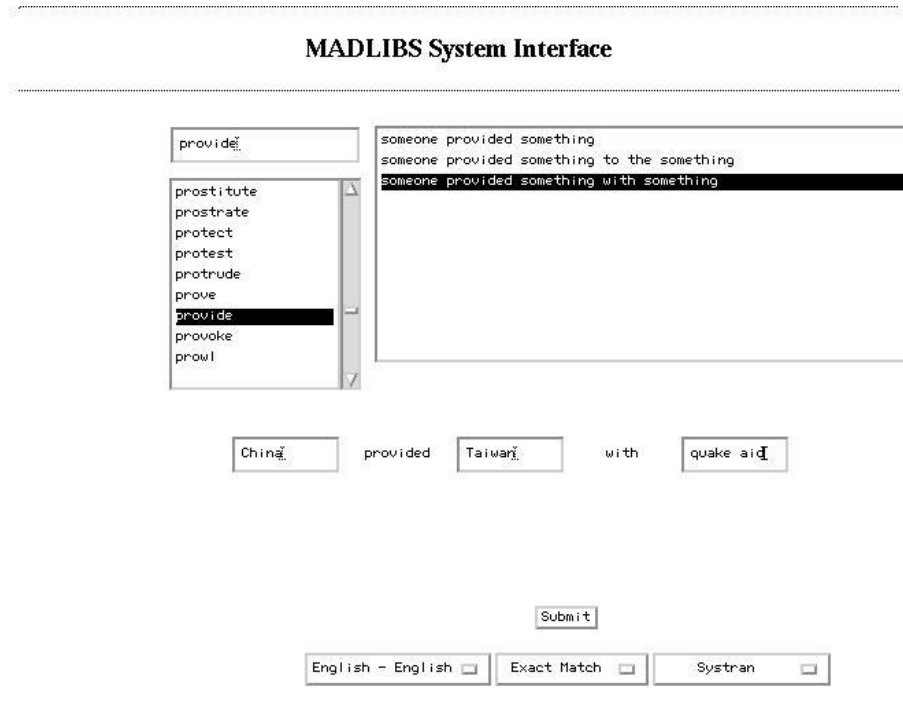 MADLIBS System Interface
provide
prostitute
prostrate
protect
protest
protrude
prove
provide
provoke
prowl
someone provided something
someone provided something to the something
someone provided something with something
China provided Taiwan with quake aid
Submit
English - English Exact Match Systran